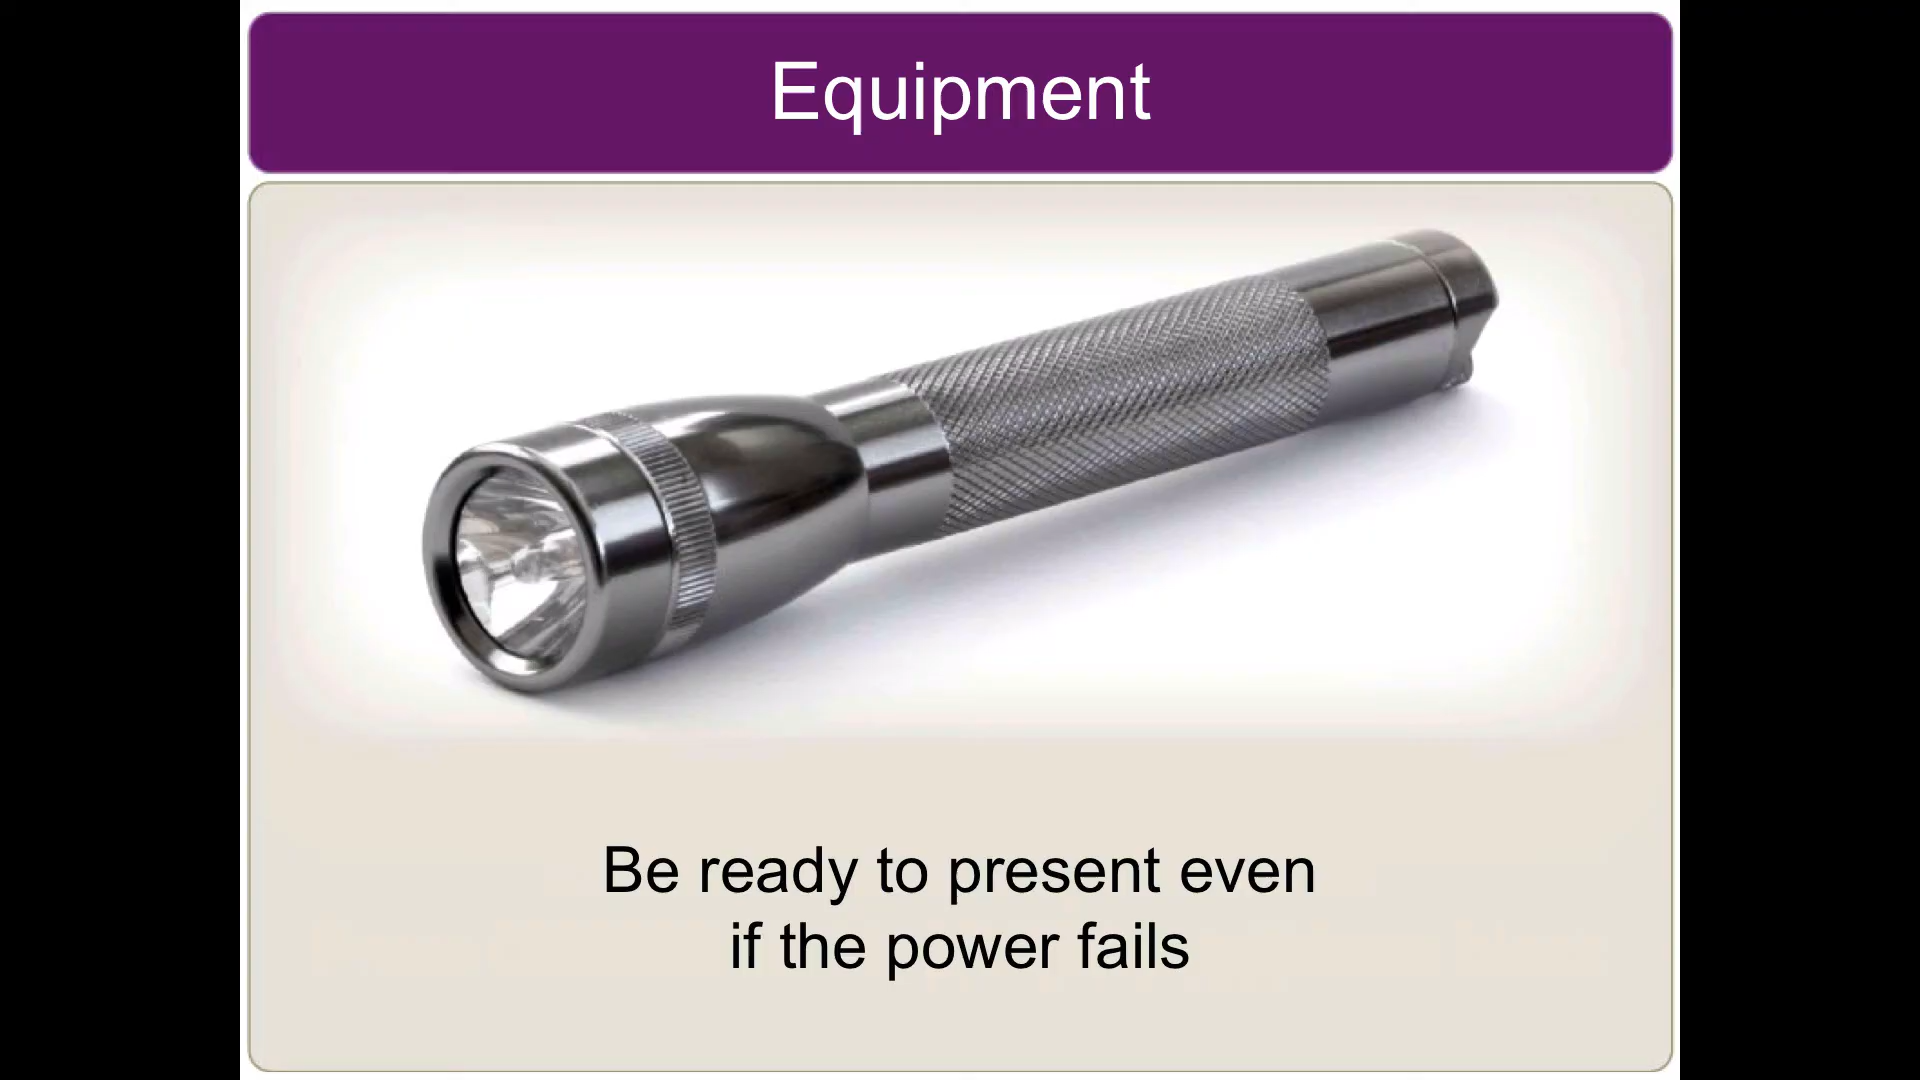 Equipment
Be ready to present even
if the power fails